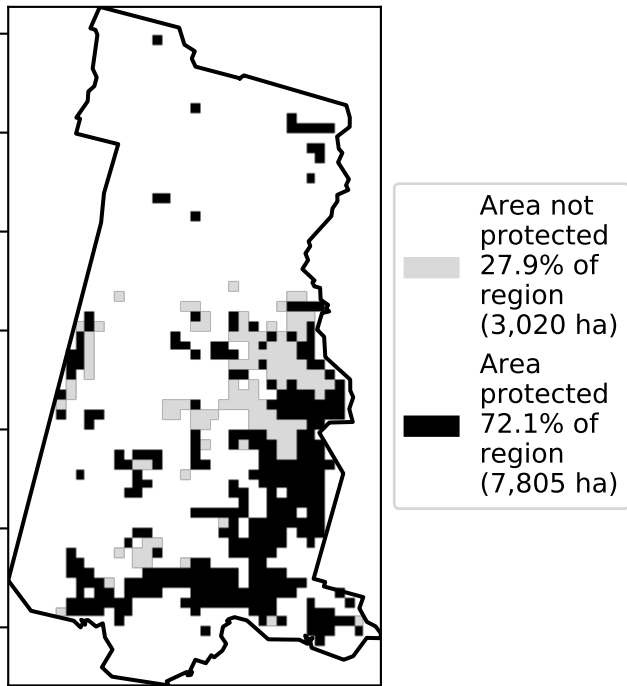 Area not
protected
27.9% of
region
(3,020 ha)
Area
protected
72.1% of
region
(7,805 ha)